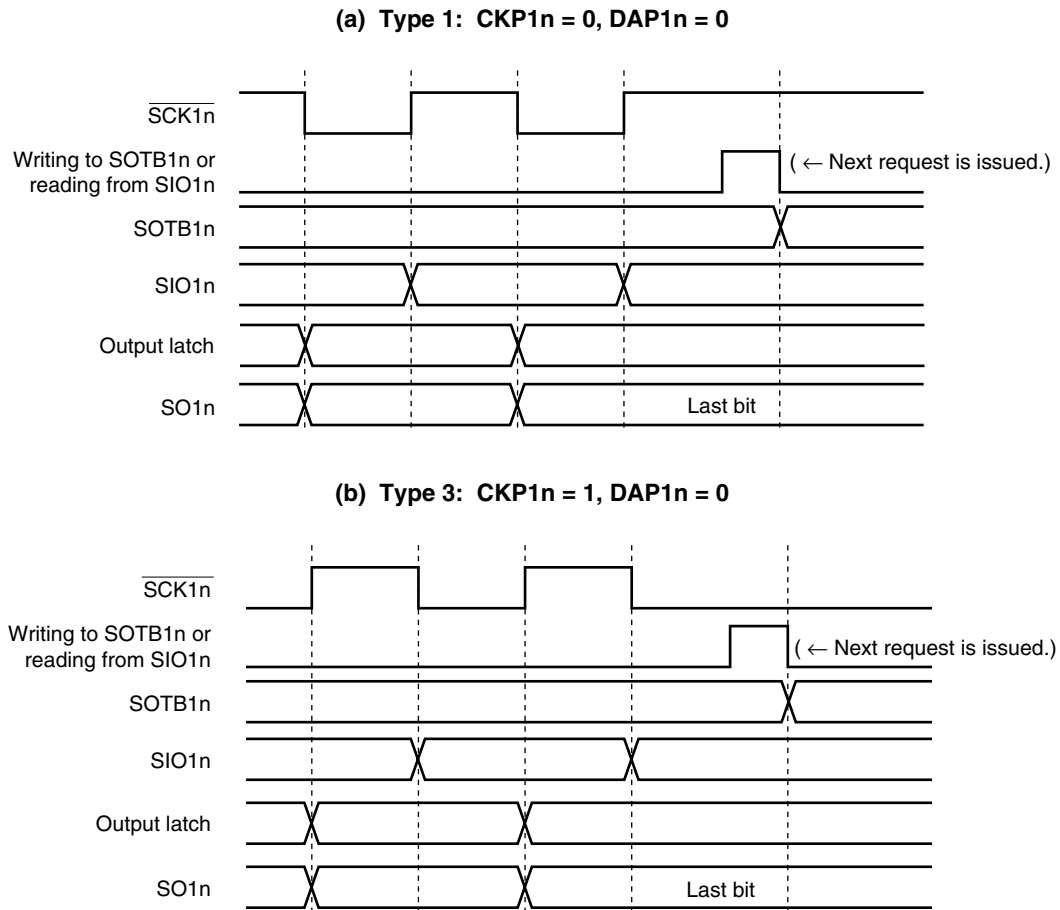 (a) Type 1: CKP1n = 0, DAP1n = 0
SCK1n
Writing to SOTB1n or
reading from SIO1n
( ← Next request is issued.)
SOTB1n
SIO1n
Output latch
SO1n
Last bit
(b) Type 3: CKP1n = 1, DAP1n = 0
SCK1n
Writing to SOTB1n or
reading from SIO1n
( ← Next request is issued.)
SOTB1n
SIO1n
Output latch
SO1n
Last bit